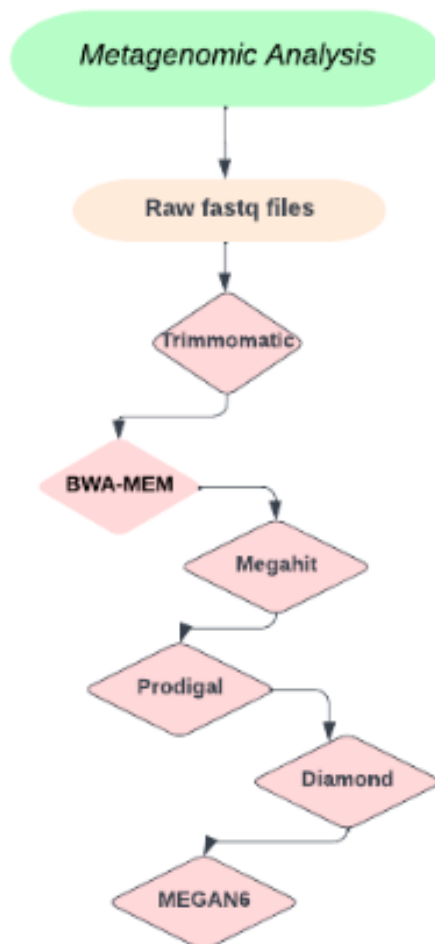 Metagenomic Analysis
Raw fastq files
Trimmomatic
BWA-MEM
Megahit
Prodigal
Diamond
MEGAN6